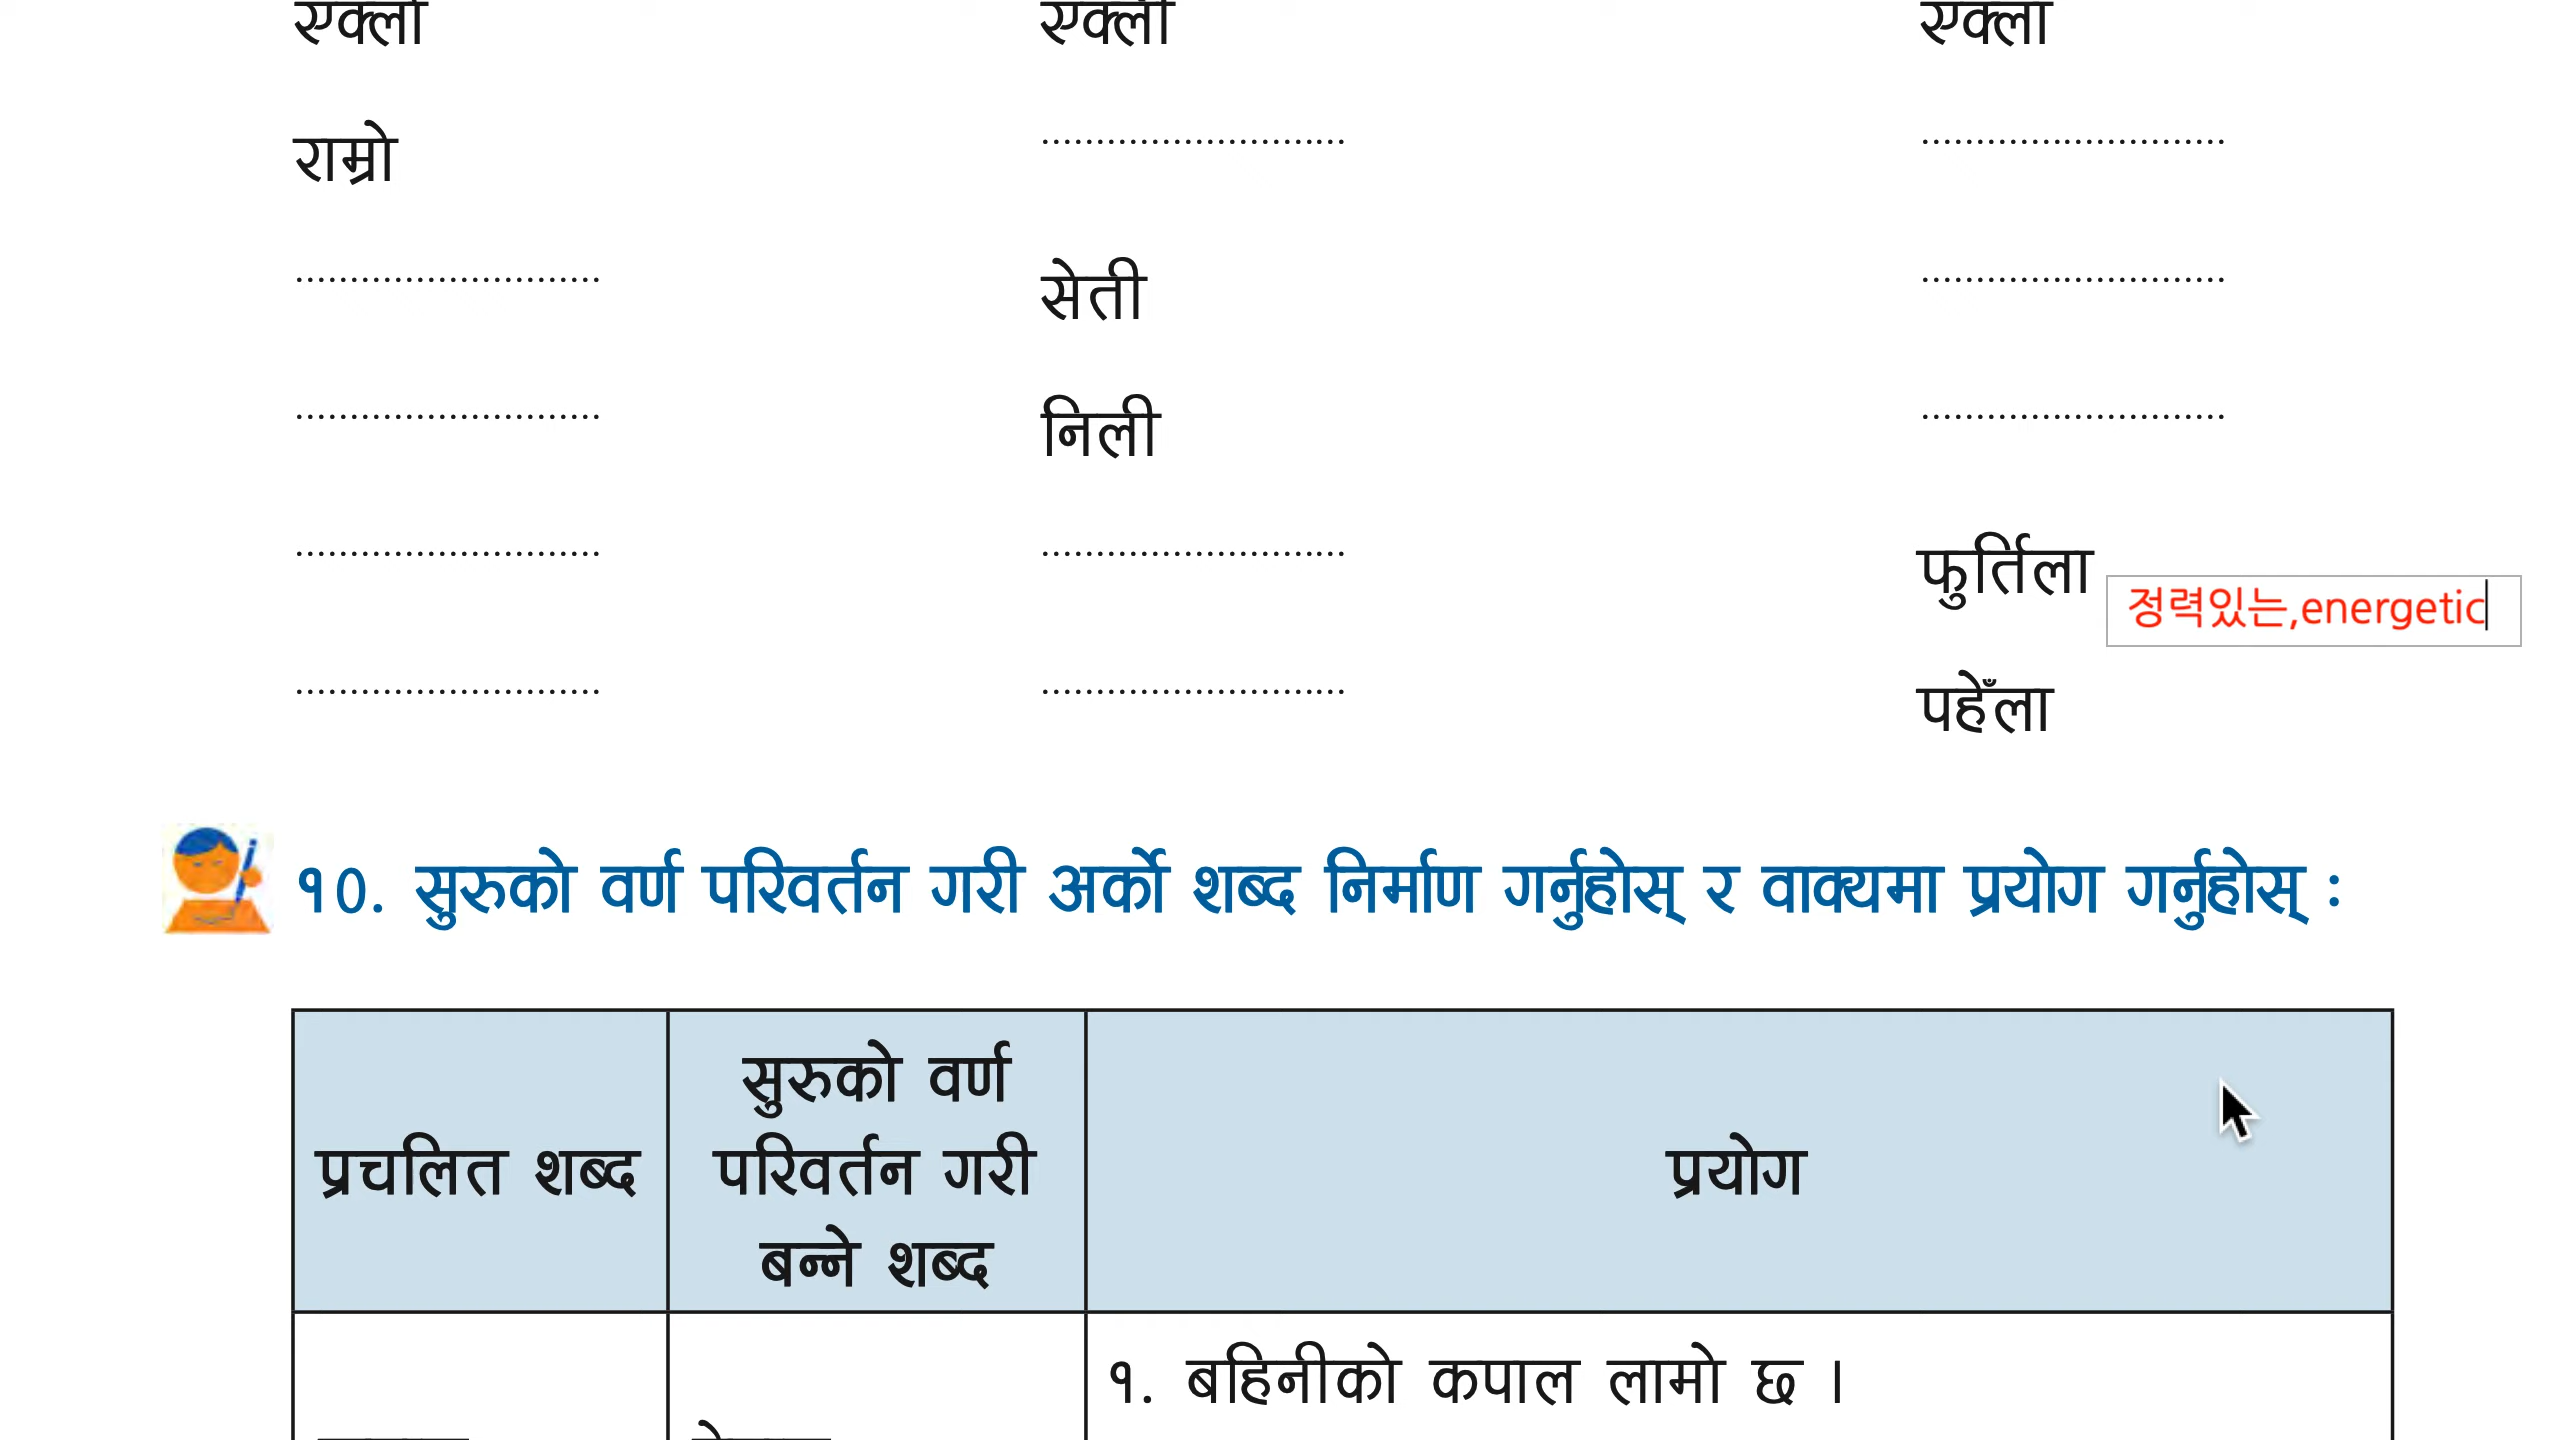 एक्लो एक्ली एक्ला
राम्रो ............................ ............................
............................ सेती ............................
............................ निली ............................
............................ ............................ फुर्तिला 정력있는,energetic
............................ ............................ पहेँला
१०. सुरुको वर्ण परिवर्तन गरी अर्को शब्द निर्माण गर्नुहोस् र वाक्यमा प्रयोग गर्नुहोस् :
प्रचलित शब्द
सुरुको वर्ण
परिवर्तन गरी
बन्ने शब्द
प्रयोग
१. बहिनीको कपाल लामो छ ।